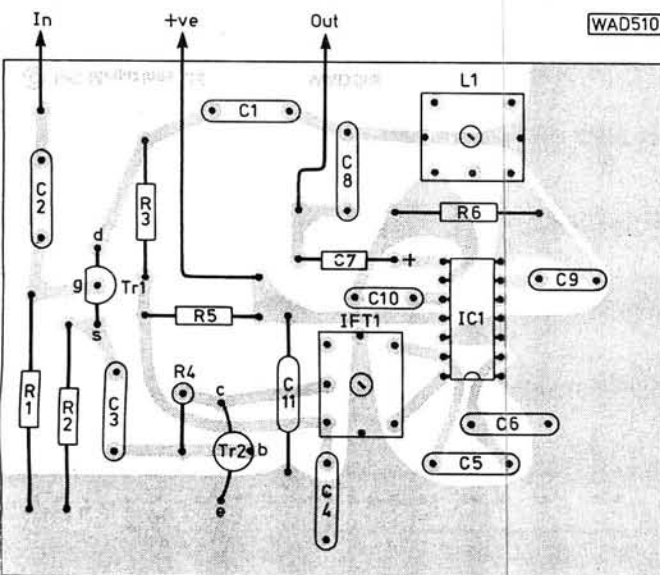 In +ve Out WAD510
L1
C1
C8
C2
R3
R6
d
C7 +
g Tr1
C9
C10
s
R5
IC1
IFT1
R4
c
R1
R2
C3
C11
C6
Tr2 b
C5
C4
e